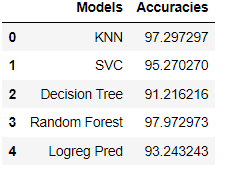 Models Accuracies
0 KNN 97.297297
1 SVC 95.270270
2 Decision Tree 91.216216
3 Random Forest 97.972973
4 Logreg Pred 93.243243